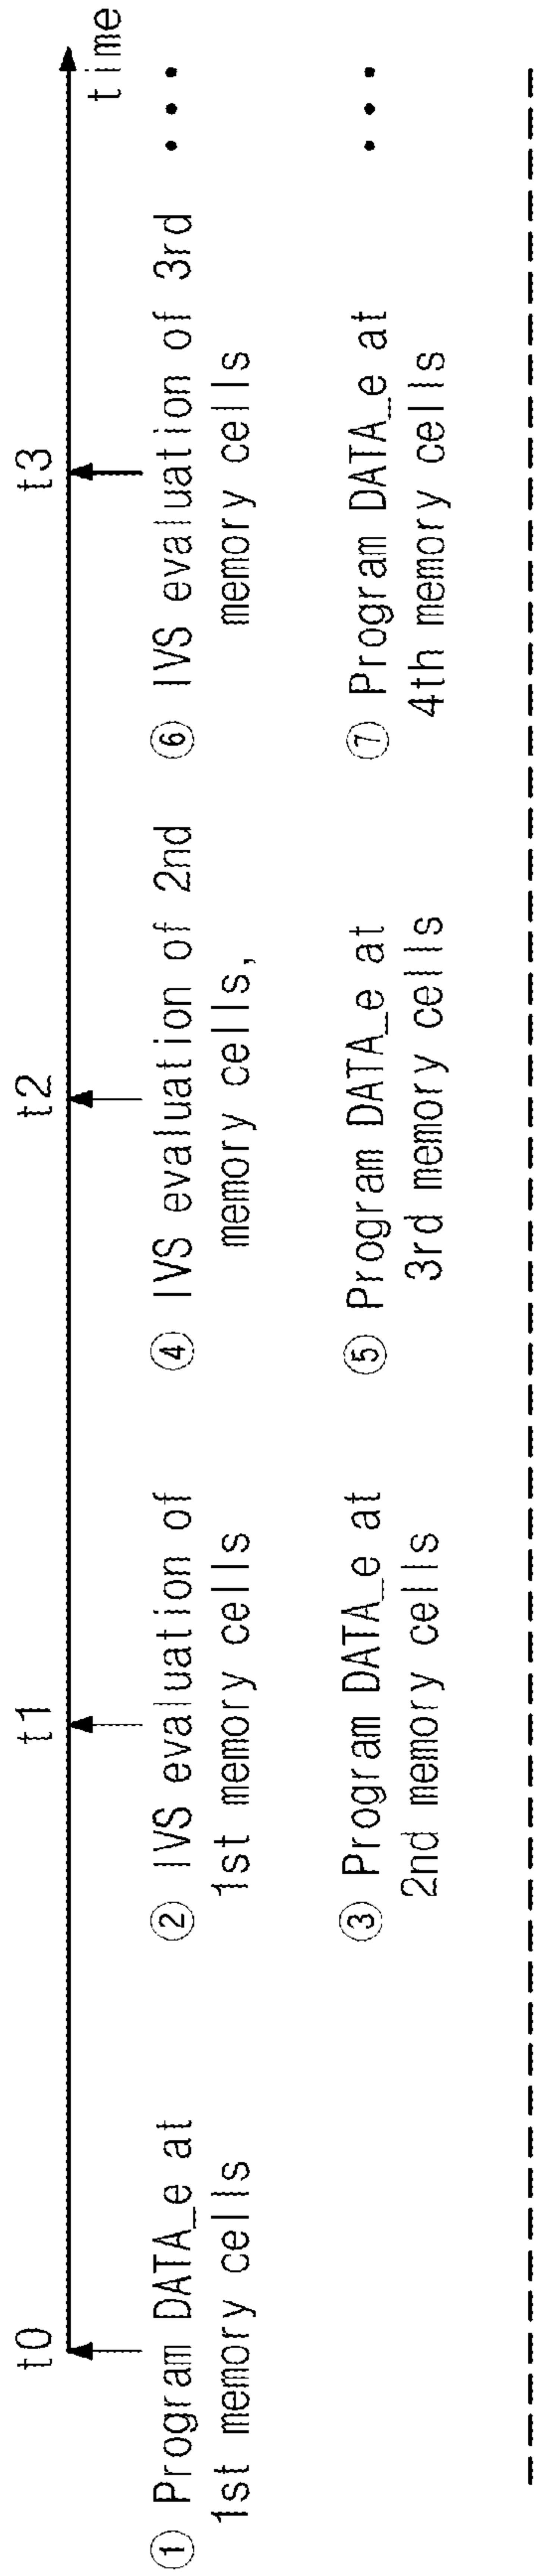 t0
t1
t2
t3
time
① Program DATA_e at
1st memory cells
② IVS evaluation of
1st memory cells
③ Program DATA_e at
2nd memory cells
④ IVS evaluation of 2nd
memory cells,
⑤ Program DATA_e at
3rd memory cells
⑥ IVS evaluation of 3rd
memory cells
⑦ Program DATA_e at
4th memory cells
•••
•••